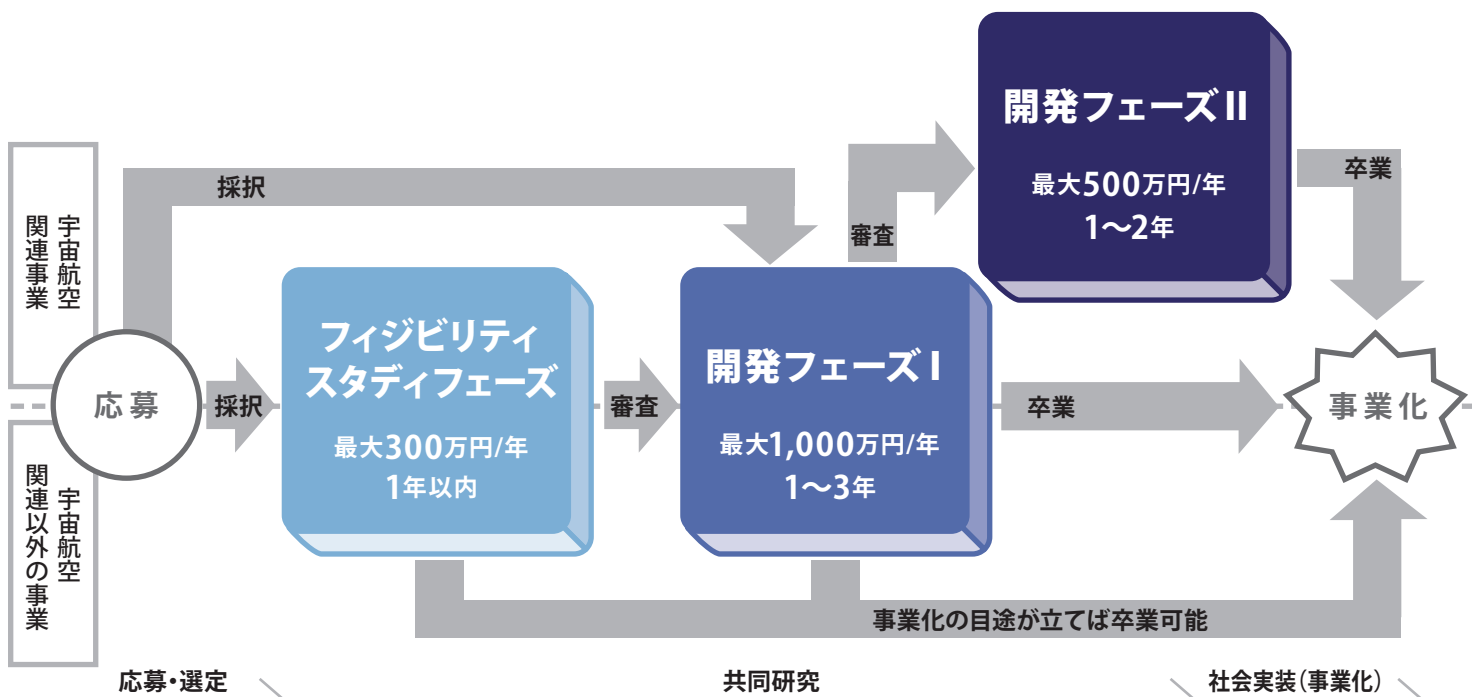 宇宙航空
関連事業
宇宙航空
関連以外の事業
応募
採択
採択
フィジビリティ
スタディフェーズ
最大300万円/年
1年以内
審査
開発フェーズⅠ
最大1,000万円/年
1〜3年
審査
開発フェーズⅡ
最大500万円/年
1〜2年
卒業
卒業
事業化
事業化の目途が立てば卒業可能
応募・選定
共同研究
社会実装(事業化)